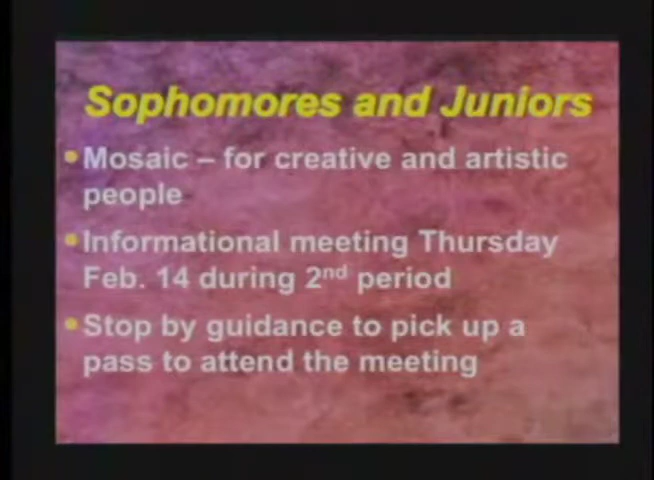 Sophomores and Juniors
• Mosaic – for creative and artistic
people
• Informational meeting Thursday
Feb. 14 during 2nd period
• Stop by guidance to pick up a
pass to attend the meeting